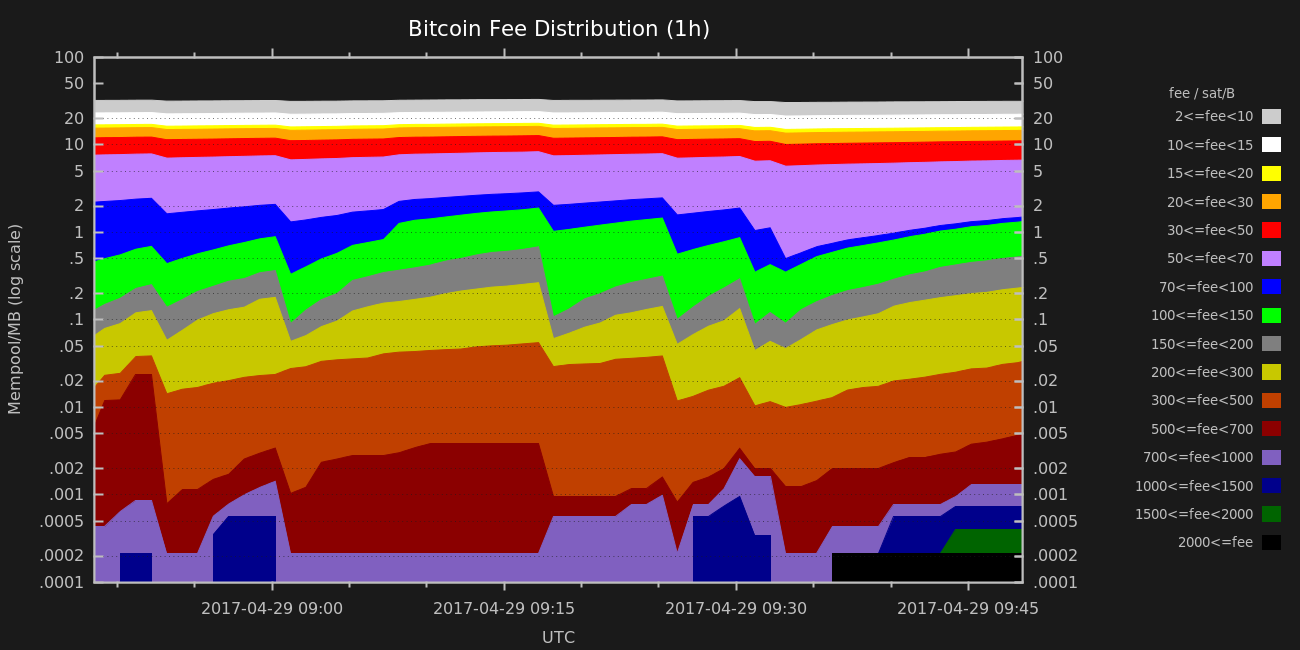 Bitcoin Fee Distribution (1h)
Mempool/MB (log scale)
100
50
20
10
5
2
1
.5
.2
.1
.05
.02
.01
.005
.002
.001
.0005
.0002
.0001
100
50
20
10
5
2
1
.5
.2
.1
.05
.02
.01
.005
.002
.001
.0005
.0002
.0001
2017-04-29 09:00
2017-04-29 09:15
2017-04-29 09:30
2017-04-29 09:45
UTC
fee / sat/B
2<=fee<10
10<=fee<15
15<=fee<20
20<=fee<30
30<=fee<50
50<=fee<70
70<=fee<100
100<=fee<150
150<=fee<200
200<=fee<300
300<=fee<500
500<=fee<700
700<=fee<1000
1000<=fee<1500
1500<=fee<2000
2000<=fee